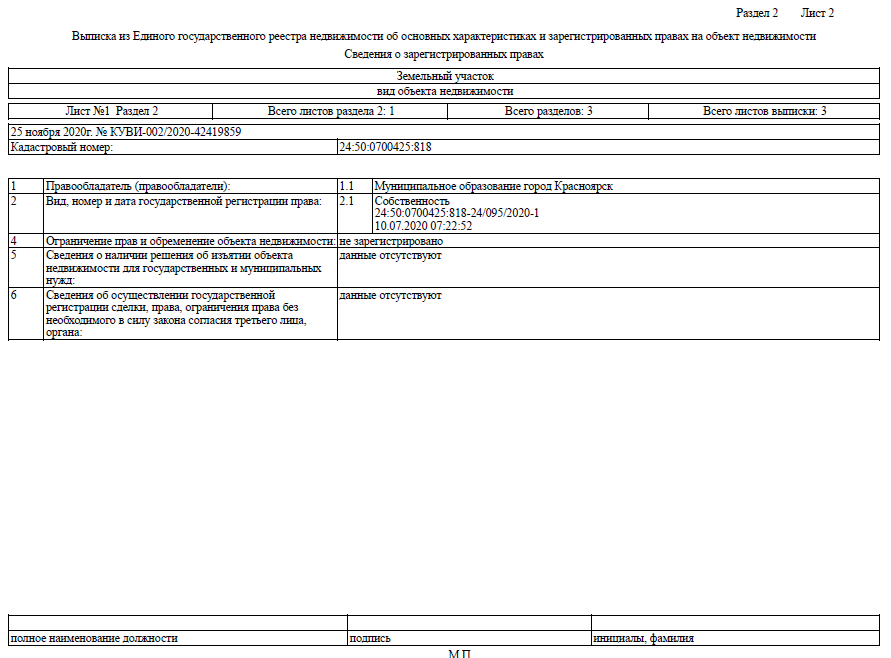 Раздел 2 Лист 2
Выписка из Единого государственного реестра недвижимости об основных характеристиках и зарегистрированных правах на объект недвижимости
Сведения о зарегистрированных правах
Земельный участок
вид объекта недвижимости
Лист №1 Раздел 2 Всего листов раздела 2: 1 Всего разделов: 3 Всего листов выписки: 3
25 ноября 2020г. № КУВИ-002/2020-42419859
Кадастровый номер: 24:50:0700425:818
1 Правообладатель (правообладатели): 1.1 Муниципальное образование город Красноярск
2 Вид, номер и дата государственной регистрации права: 2.1 Собственность
24:50:0700425:818-24/095/2020-1
10.07.2020 07:22:52
4 Ограничение прав и обременение объекта недвижимости: не зарегистрировано
5 Сведения о наличии решения об изъятии объекта данные отсутствуют
недвижимости для государственных и муниципальных
нужд:
6 Сведения об осуществлении государственной данные отсутствуют
регистрации сделки, права, ограничения права без
необходимого в силу закона согласия третьего лица,
органа:
полное наименование должности подпись инициалы, фамилия
М.П.